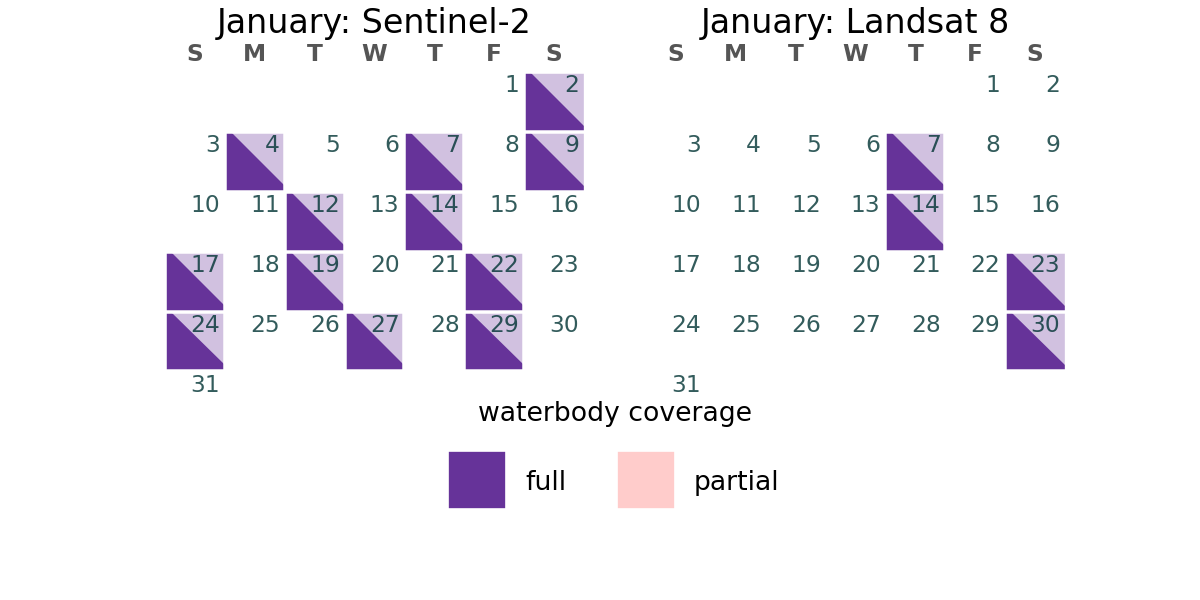 January: Sentinel-2
S M T W T F S
1 2
3 4 5 6 7 8 9
10 11 12 13 14 15 16
17 18 19 20 21 22 23
24 25 26 27 28 29 30
31
January: Landsat 8
S M T W T F S
1 2
3 4 5 6 7 8 9
10 11 12 13 14 15 16
17 18 19 20 21 22 23
24 25 26 27 28 29 30
31
waterbody coverage
full
partial